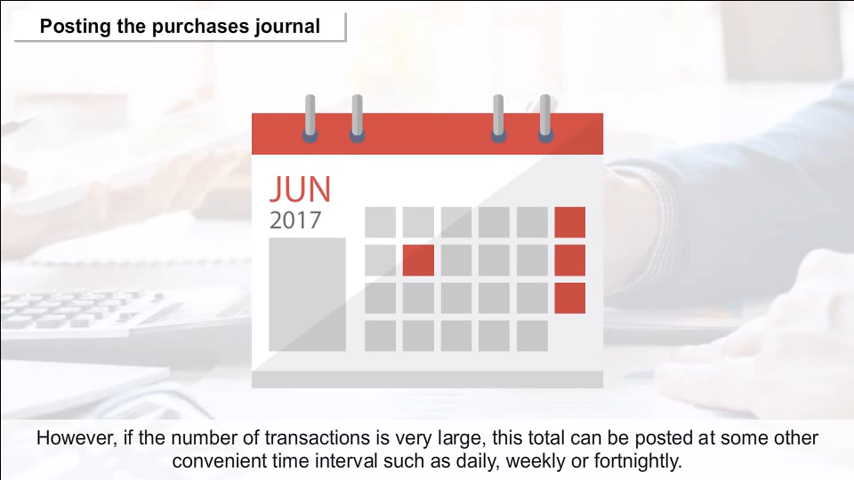 Posting the purchases journal
JUN
2017
However, if the number of transactions is very large, this total can be posted at some other
convenient time interval such as daily, weekly or fortnightly.